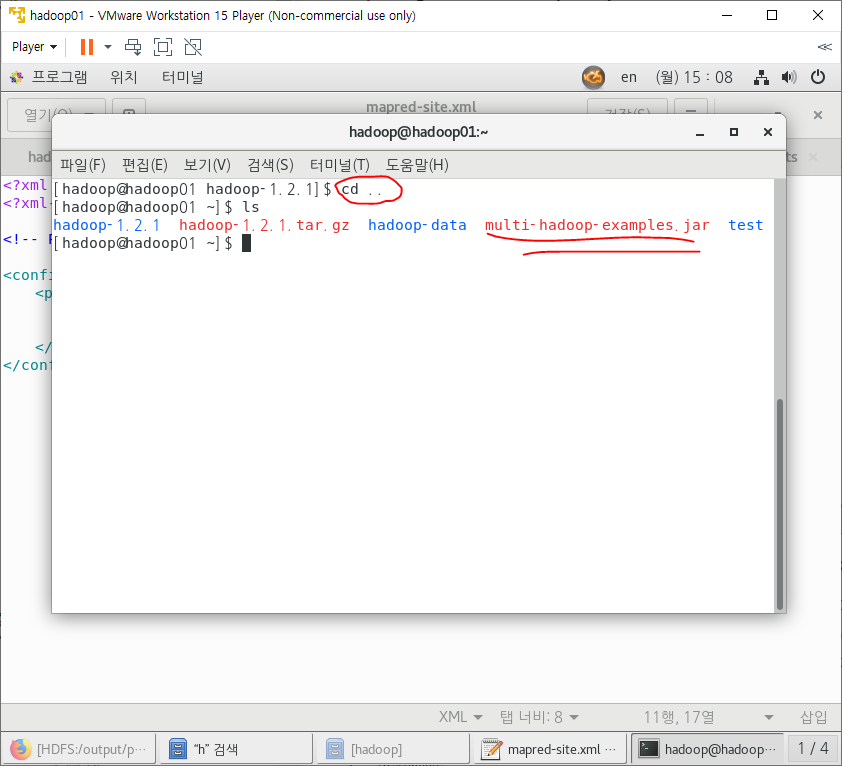 hadoop01 - VMware Workstation 15 Player (Non-commercial use only)
Player
프로그램 위치 터미널 en (월) 15 : 08
열기(O) mapred-site.xml 저장(S)
hadoop@hadoop01:~
had ts
파일(F) 편집(E) 보기(V) 검색(S) 터미널(T) 도움말(H)
<?xml [hadoop@hadoop01 hadoop-1.2.1]$ cd ..
<?xml- [hadoop@hadoop01 ~]$ ls
hadoop-1.2.1 hadoop-1.2.1.tar.gz hadoop-data multi-hadoop-examples.jar test
<!-- P [hadoop@hadoop01 ~]$
<confi
<p
</
</conf
XML 탭 너비: 8 11행, 17열 삽입
[HDFS:/output/p··· “h” 검색 [hadoop] mapred-site.xml ··· hadoop@hadoop··· 1 / 4